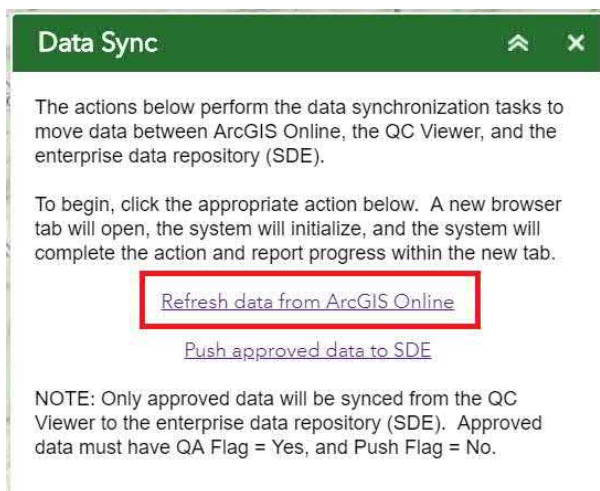 Data Sync
The actions below perform the data synchronization tasks to
move data between ArcGIS Online, the QC Viewer, and the
enterprise data repository (SDE).
To begin, click the appropriate action below.  A new browser
tab will open, the system will initialize, and the system will
complete the action and report progress within the new tab.
Refresh data from ArcGIS Online
Push approved data to SDE
NOTE: Only approved data will be synced from the QC
Viewer to the enterprise data repository (SDE).  Approved
data must have QA Flag = Yes, and Push Flag = No.